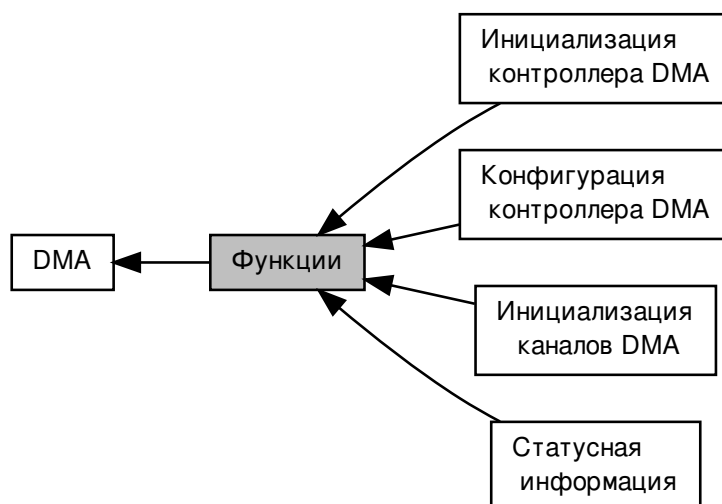 Инициализация
контроллера DMA
Конфигурация
контроллера DMA
DMA
Функции
Инициализация
каналов DMA
Статусная
информация